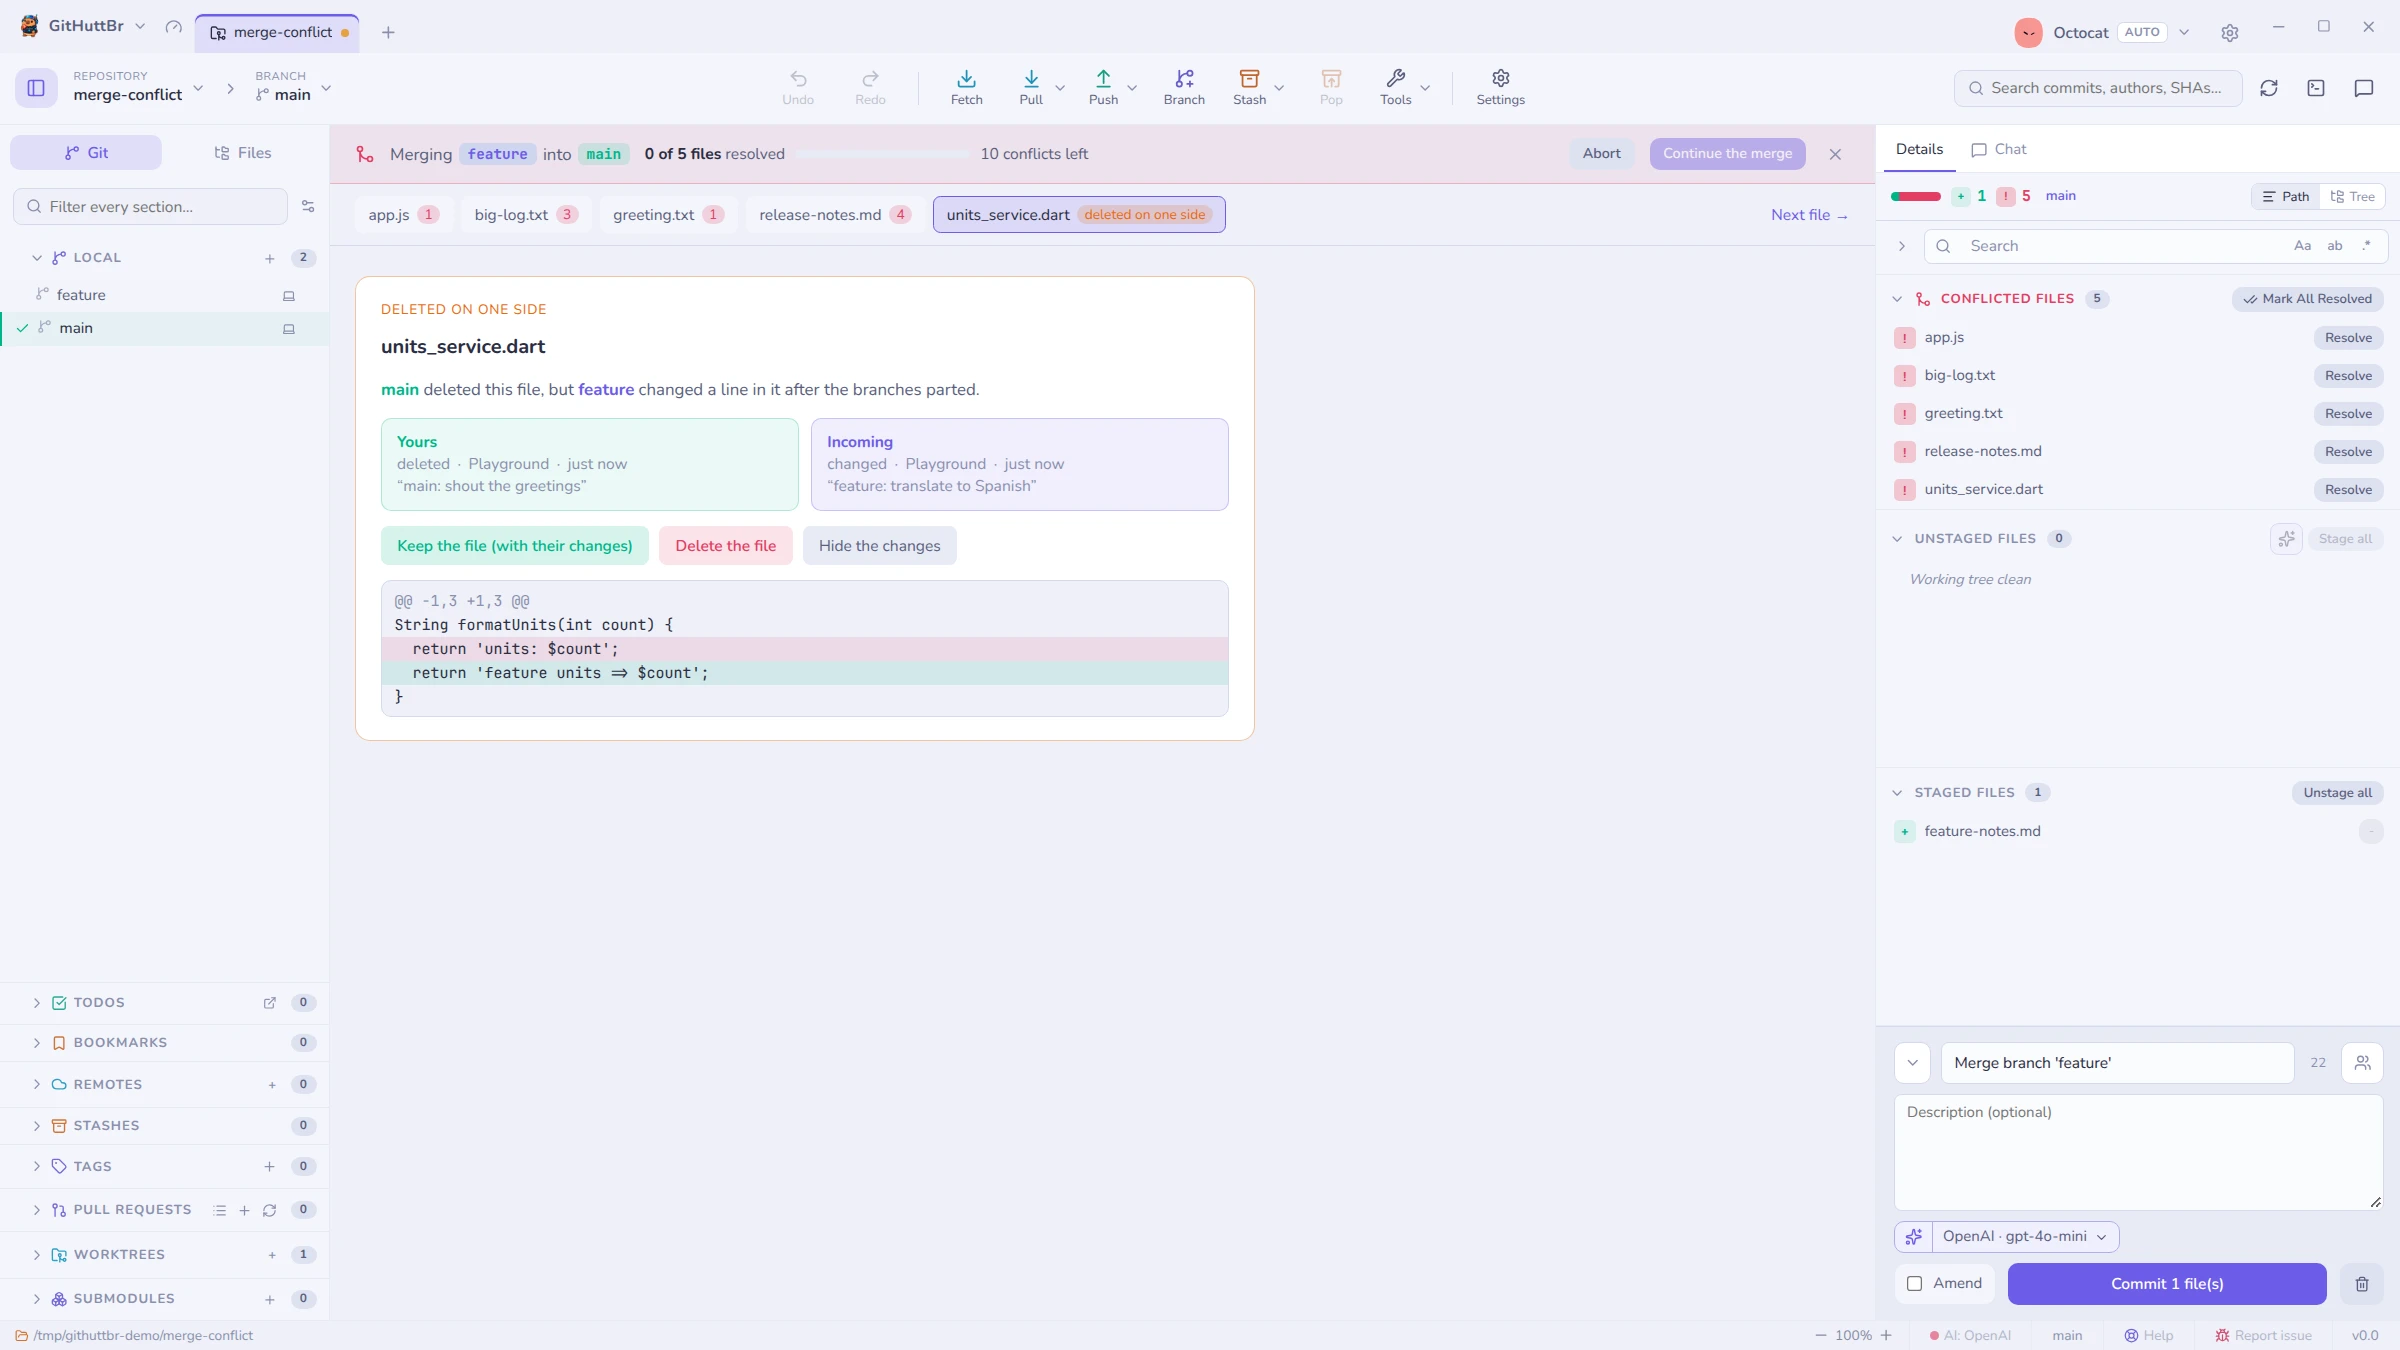 GitHuttBr
merge-conflict
Octocat AUTO
REPOSITORY
merge-conflict
BRANCH
main
Undo
Redo
Fetch
Pull
Push
Branch
Stash
Pop
Tools
Settings
Search commits, authors, SHAs...
Git
Files
Filter every section...
LOCAL 2
feature
main
TODOS 0
BOOKMARKS 0
REMOTES + 0
STASHES 0
TAGS + 0
PULL REQUESTS + 0
WORKTREES + 1
SUBMODULES + 0
Merging feature into main 0 of 5 files resolved 10 conflicts left
Abort
Continue the merge
app.js 1
big-log.txt 3
greeting.txt 1
release-notes.md 4
units_service.dart deleted on one side
Next file →
DELETED ON ONE SIDE
units_service.dart
main deleted this file, but feature changed a line in it after the branches parted.
Yours
deleted · Playground · just now
“main: shout the greetings”
Incoming
changed · Playground · just now
“feature: translate to Spanish”
Keep the file (with their changes)
Delete the file
Hide the changes
@@ -1,3 +1,3 @@
String formatUnits(int count) {
return 'units: $count';
return 'feature units => $count';
}
Details
Chat
+ 1 ! 5 main
Path
Tree
Search
Aa ab .*
CONFLICTED FILES 5
Mark All Resolved
! app.js Resolve
! big-log.txt Resolve
! greeting.txt Resolve
! release-notes.md Resolve
! units_service.dart Resolve
UNSTAGED FILES 0
Stage all
Working tree clean
STAGED FILES 1
Unstage all
+ feature-notes.md -
Merge branch 'feature'
22
Description (optional)
OpenAI · gpt-4o-mini
Amend
Commit 1 file(s)
/tmp/githuttbr-demo/merge-conflict
— 100% +
AI: OpenAI
main
Help
Report issue
v0.0